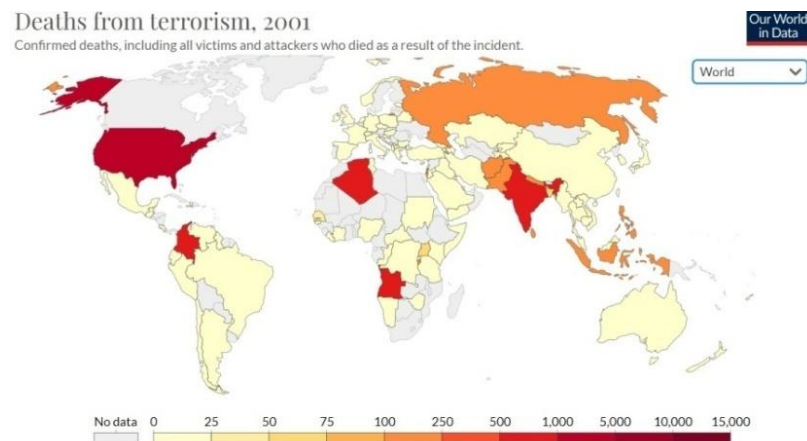 Deaths from terrorism, 2001
Confirmed deaths, including all victims and attackers who died as a result of the incident.
Our World
in Data
World
No data 0 25 50 75 100 250 500 1,000 5,000 10,000 15,000